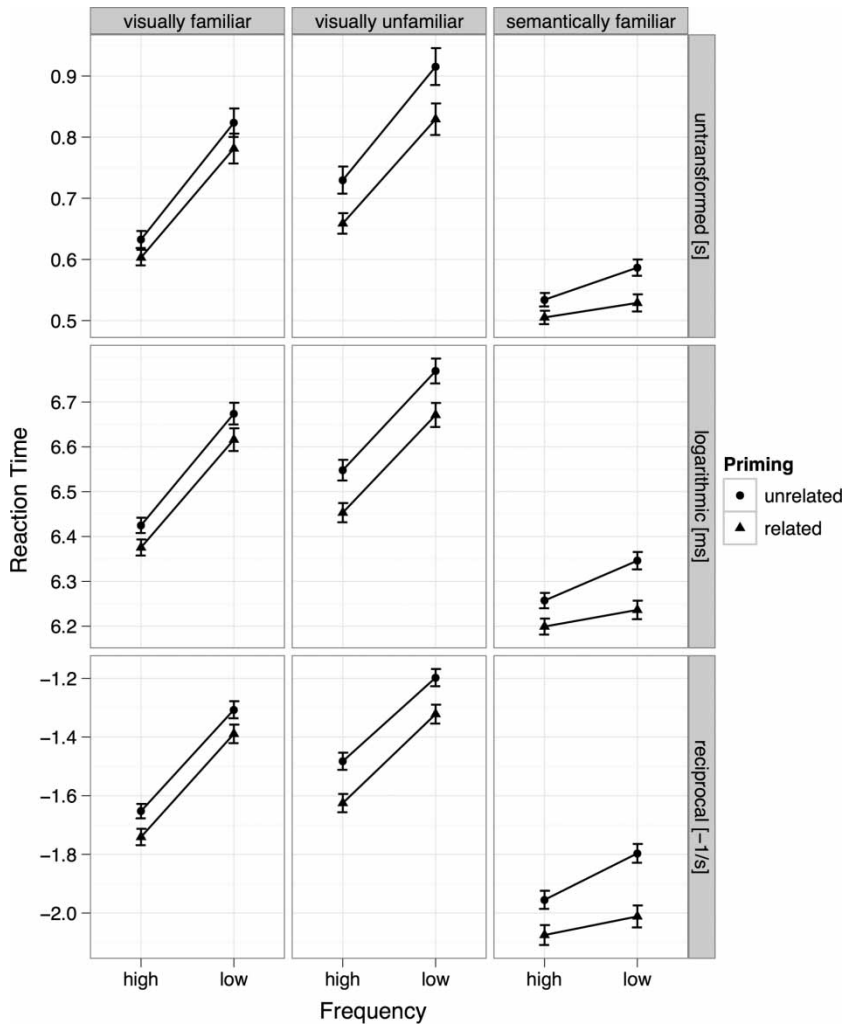 visually familiar
visually unfamiliar
semantically familiar
0.9
0.8
0.7
0.6
0.5
untransformed [s]
6.7
6.6
6.5
6.4
6.3
6.2
logarithmic [ms]
−1.2
−1.4
−1.6
−1.8
−2.0
reciprocal [−1/s]
Reaction Time
high
low
high
low
high
low
Frequency
Priming
unrelated
related